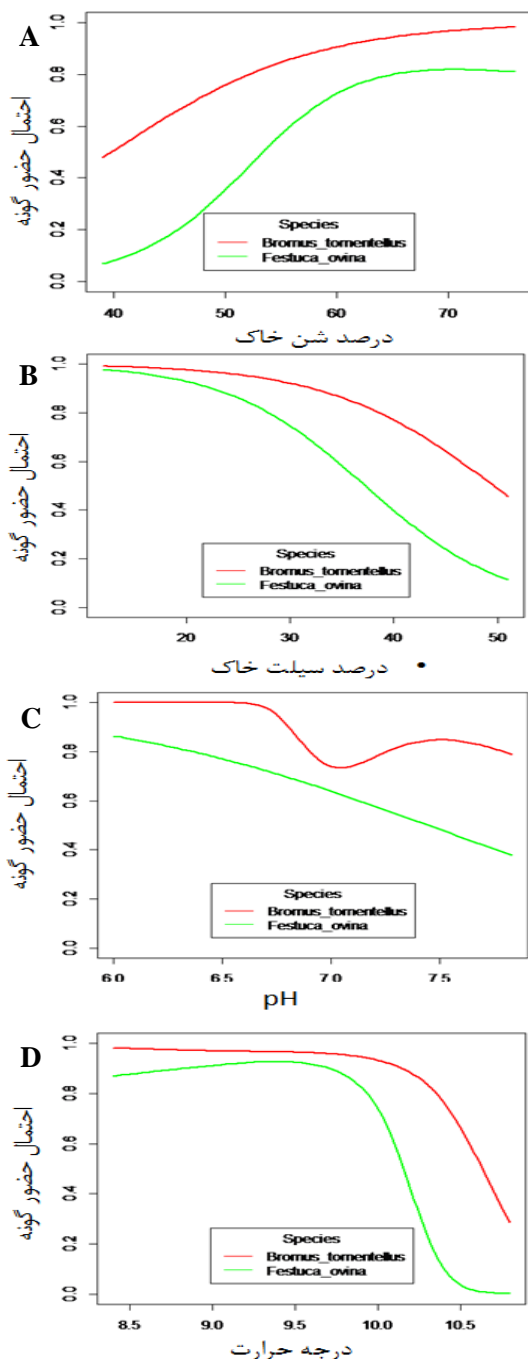 A
احتمال حضور گونه
0.0 0.2 0.4 0.6 0.8 1.0
Species
Bromus_tomentellus
Festuca_ovina
40 50 60 70
درصد شن خاک
B
احتمال حضور گونه
0.0 0.2 0.4 0.6 0.8 1.0
Species
Bromus_tomentellus
Festuca_ovina
20 30 40 50
• درصد سیلت خاک
C
احتمال حضور گونه
0.0 0.2 0.4 0.6 0.8 1.0
Species
Bromus_tomentellus
Festuca_ovina
6.0 6.5 7.0 7.5
pH
D
احتمال حضور گونه
0.0 0.2 0.4 0.6 0.8 1.0
Species
Bromus_tomentellus
Festuca_ovina
8.5 9.0 9.5 10.0 10.5
درجه حرارت